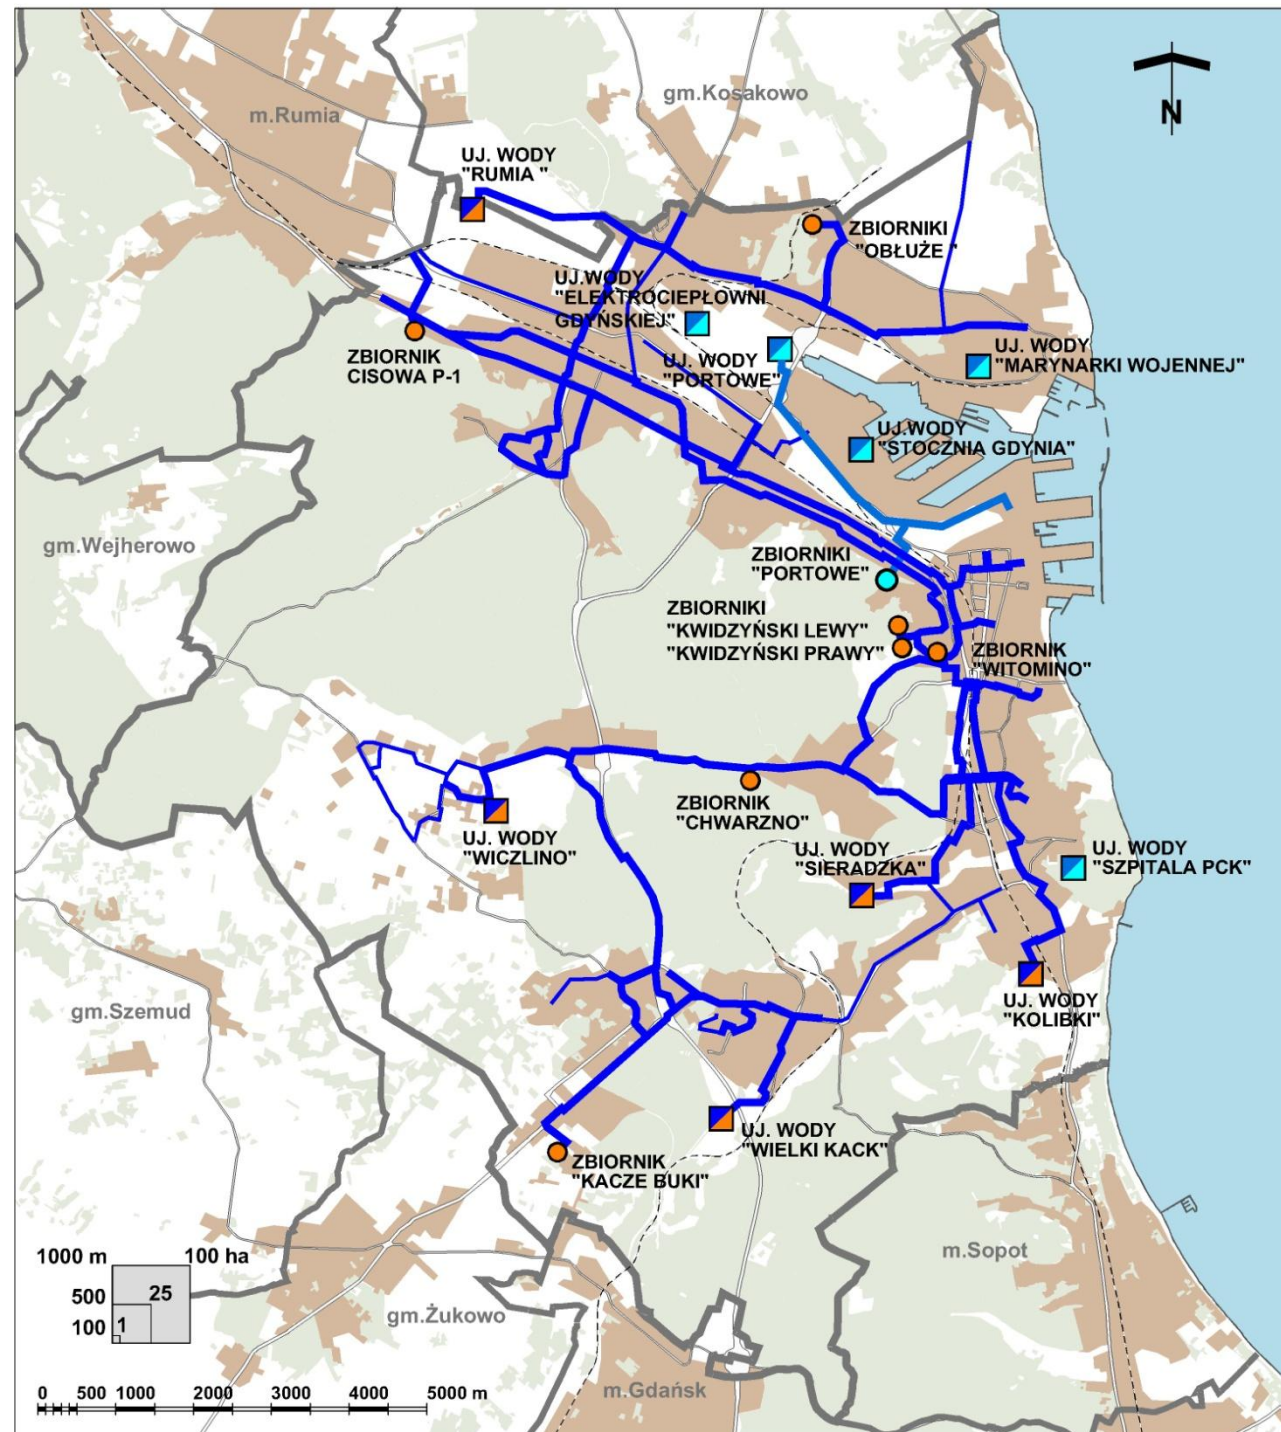 gm.Kosakowo
m.Rumia
N
UJ. WODY
"RUMIA "
ZBIORNIKI
"OBŁUŻE "
UJ.WODY
"ELEKTROCIEPŁOWNI
GDYŃSKIEJ"
ZBIORNIK
CISOWA P-1
UJ. WODY
"PORTOWE"
UJ. WODY
"MARYNARKI WOJENNEJ"
UJ.WODY
"STOCZNIA GDYNIA"
gm.Wejherowo
ZBIORNIKI
"PORTOWE"
ZBIORNIKI
"KWIDZYŃSKI LEWY"
"KWIDZYŃSKI PRAWY"
ZBIORNIK
"WITOMINO"
ZBIORNIK
"CHWARZNO"
UJ. WODY
"WICZLINO"
UJ. WODY
"SIERADZKA"
UJ. WODY
"SZPITALA PCK"
UJ. WODY
"KOLIBKI"
gm.Szemud
UJ. WODY
"WIELKI KACK"
ZBIORNIK
"KACZE BUKI"
m.Sopot
1000 m 100 ha
500 25
100 1
gm.Żukowo
m.Gdańsk
0 500 1000 2000 3000 4000 5000 m